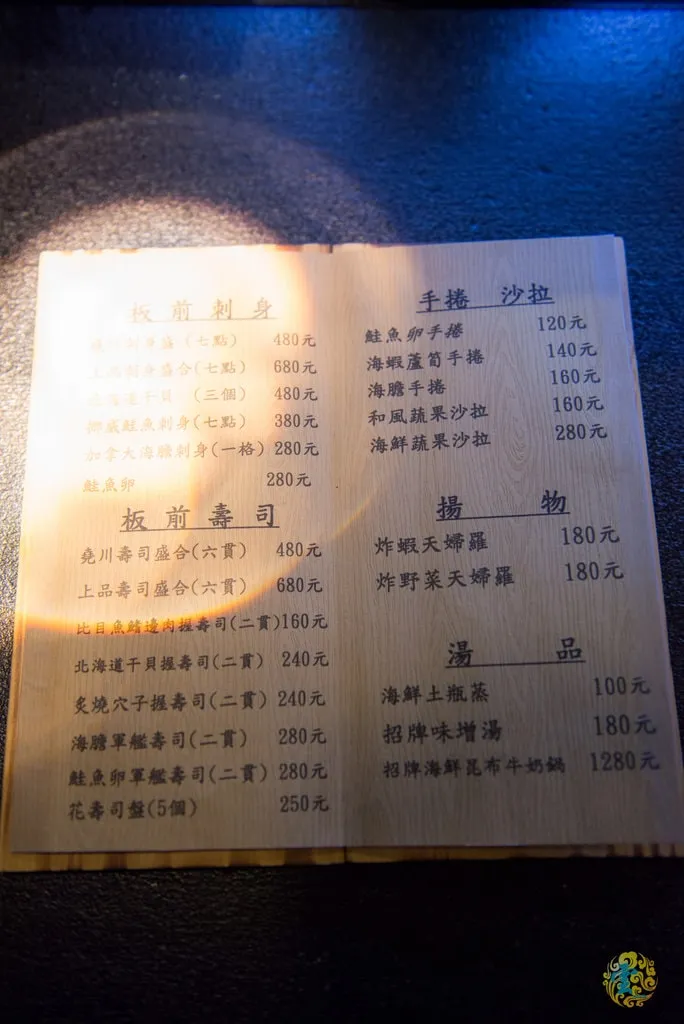 板前刺身
刺身盛(七點) 480元
上品刺身盛合(七點) 680元
干貝 (三個) 480元
挪威鮭魚刺身(七點) 380元
加拿大海膽刺身(一格) 280元
鮭魚卵 280元
板前壽司
堯川壽司盛合(六貫) 480元
上品壽司盛合(六貫) 680元
比目魚鰭邊肉握壽司(二貫) 160元
北海道干貝握壽司(二貫) 240元
炙燒穴子握壽司(二貫) 240元
海膽軍艦壽司(二貫) 280元
鮭魚卵軍艦壽司(二貫) 280元
花壽司盤(5個) 250元
手捲 沙拉
鮭魚卵手捲 120元
海蝦蘆筍手捲 140元
海膽手捲 160元
和風蔬果沙拉 160元
海鮮蔬果沙拉 280元
揚物
炸蝦天婦羅 180元
炸野菜天婦羅 180元
湯品
海鮮土瓶蒸 100元
招牌味增湯 180元
招牌海鮮昆布牛奶鍋 1280元